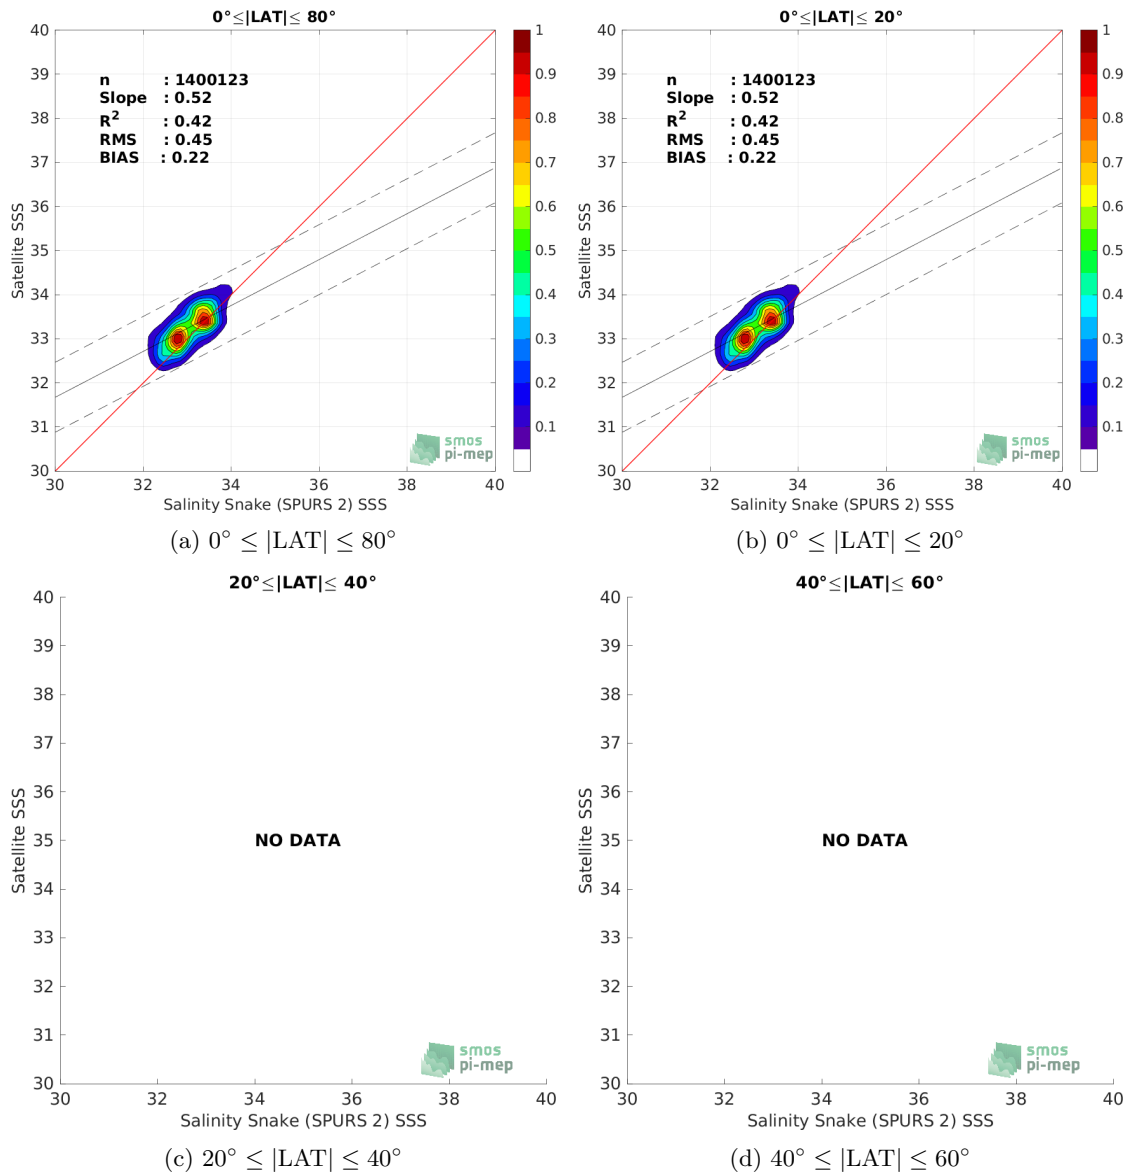 0°≤|LAT|≤ 80°
40
39
38
37
36
35
34
33
32
31
30
Satellite SSS
n : 1400123
Slope : 0.52
R2 : 0.42
RMS : 0.45
BIAS : 0.22
1
0.9
0.8
0.7
0.6
0.5
0.4
0.3
0.2
0.1
smos
pi-mep
30 32 34 36 38 40
Salinity Snake (SPURS 2) SSS
(a) 0° ≤ |LAT| ≤ 80°
0°≤|LAT|≤ 20°
40
39
38
37
36
35
34
33
32
31
30
Satellite SSS
n : 1400123
Slope : 0.52
R2 : 0.42
RMS : 0.45
BIAS : 0.22
1
0.9
0.8
0.7
0.6
0.5
0.4
0.3
0.2
0.1
smos
pi-mep
30 32 34 36 38 40
Salinity Snake (SPURS 2) SSS
(b) 0° ≤ |LAT| ≤ 20°
20°≤|LAT|≤ 40°
40
39
38
37
36
35
34
33
32
31
30
Satellite SSS
NO DATA
smos
pi-mep
30 32 34 36 38 40
Salinity Snake (SPURS 2) SSS
(c) 20° ≤ |LAT| ≤ 40°
40°≤|LAT|≤ 60°
40
39
38
37
36
35
34
33
32
31
30
Satellite SSS
NO DATA
smos
pi-mep
30 32 34 36 38 40
Salinity Snake (SPURS 2) SSS
(d) 40° ≤ |LAT| ≤ 60°